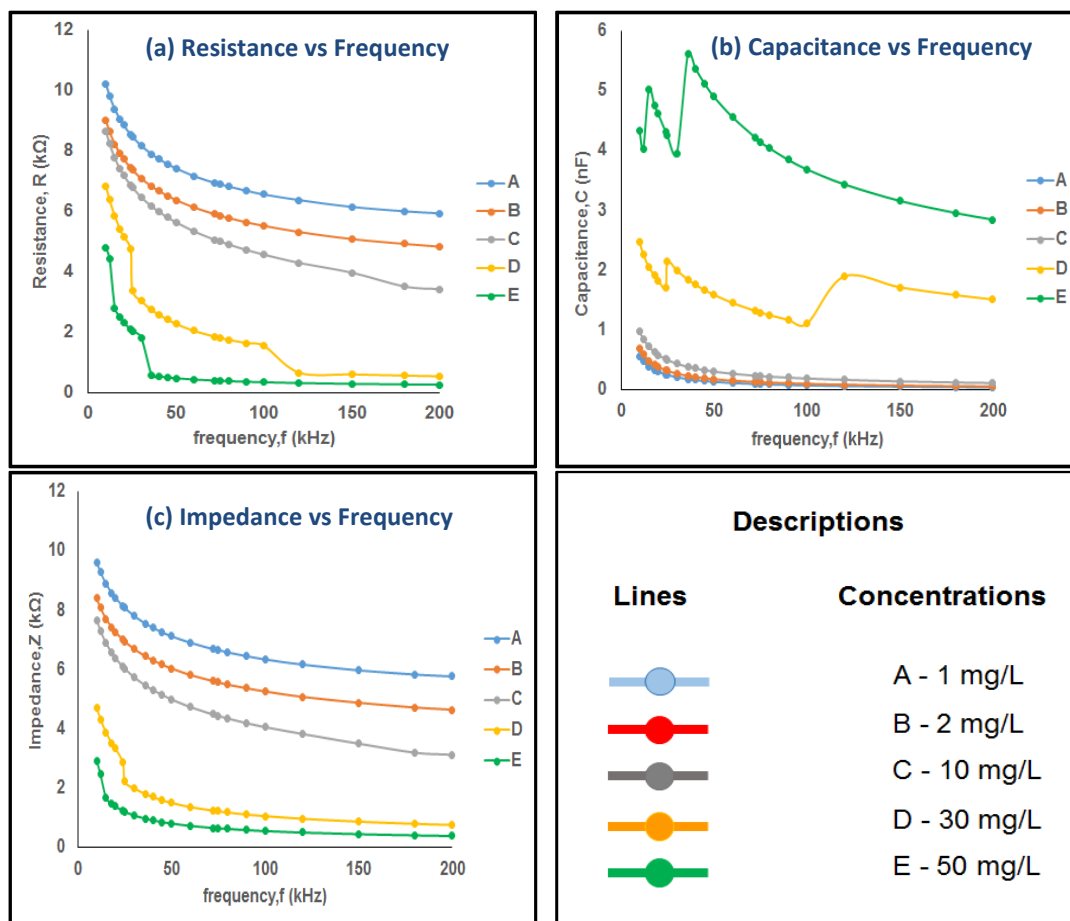 (a) Resistance vs Frequency
12
10
8
6
4
2
0
0
50
100
150
200
Resistance, R (kΩ)
frequency,f (kHz)
A
B
C
D
E
(b) Capacitance vs Frequency
6
5
4
3
2
1
0
0
50
100
150
200
Capacitance,C (nF)
frequency,f (kHz)
A
B
C
D
E
(c) Impedance vs Frequency
12
10
8
6
4
2
0
0
50
100
150
200
Impedance,Z (kΩ)
frequency,f (kHz)
A
B
C
D
E
Descriptions
Lines Concentrations
A - 1 mg/L
B - 2 mg/L
C - 10 mg/L
D - 30 mg/L
E - 50 mg/L